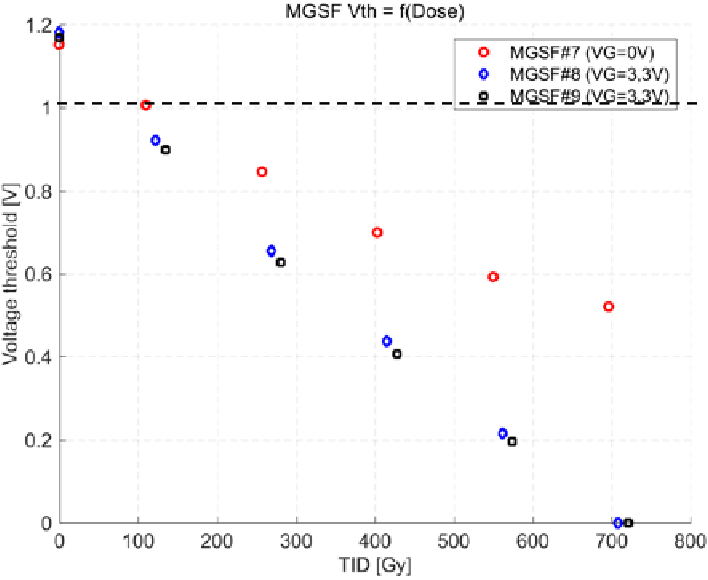 MGSF Vth = f(Dose)
1.2
MGSF#7 (VG=0V)
MGSF#8 (VG=3.3V)
MGSF#9 (VG=3.3V)
1
0.8
0.6
0.4
0.2
0
Voltage threshold [V]
0 100 200 300 400 500 600 700 800
TID [Gy]